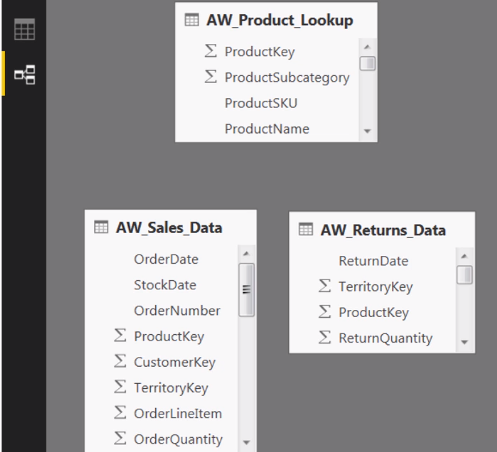 AW_Product_Lookup
Σ ProductKey
Σ ProductSubcategory
ProductSKU
ProductName
AW_Sales_Data
OrderDate
StockDate
OrderNumber
Σ ProductKey
Σ CustomerKey
Σ TerritoryKey
Σ OrderLineItem
Σ OrderQuantity
AW_Returns_Data
ReturnDate
Σ TerritoryKey
Σ ProductKey
Σ ReturnQuantity